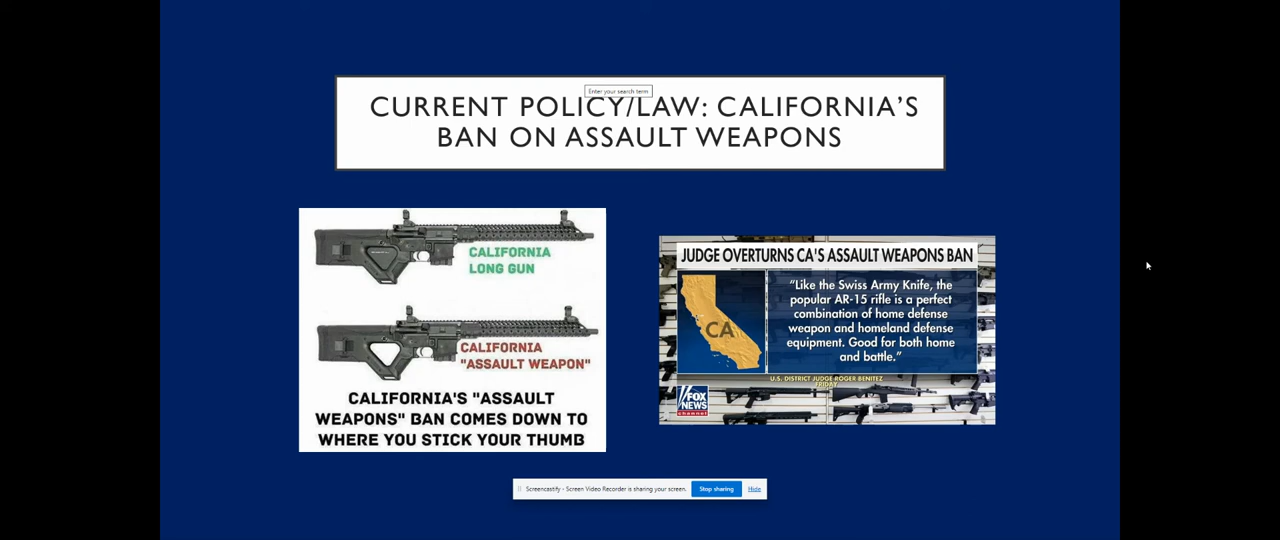 Enter your search term
CURRENT POLICY/LAW: CALIFORNIA'S
BAN ON ASSAULT WEAPONS
CALIFORNIA
LONG GUN
CALIFORNIA
"ASSAULT WEAPON"
CALIFORNIA'S "ASSAULT
WEAPONS" BAN COMES DOWN TO
WHERE YOU STICK YOUR THUMB
JUDGE OVERTURNS CA'S ASSAULT WEAPONS BAN
CA
"Like the Swiss Army Knife, the
popular AR-15 rifle is a perfect
combination of home defense
weapon and homeland defense
equipment. Good for both home
and battle."
U.S. DISTRICT JUDGE ROGER BENITEZ
FRIDAY
FOX
NEWS
channel
Screencastify - Screen Video Recorder is sharing your screen. Stop sharing Hide